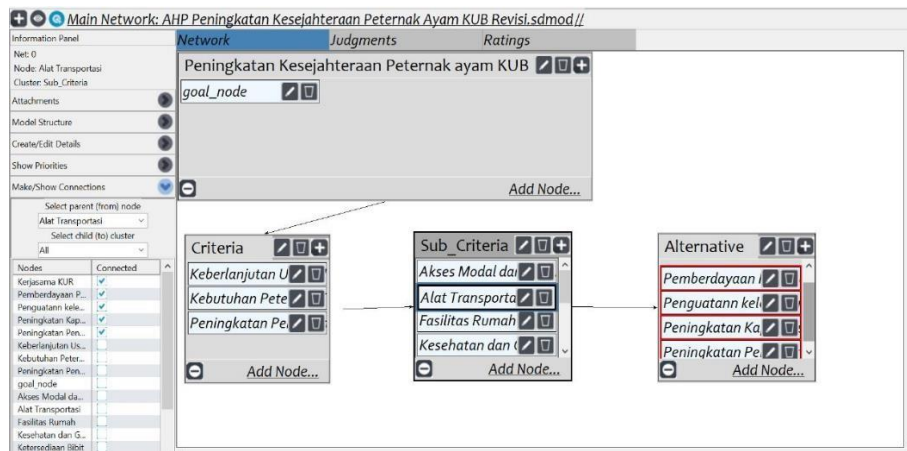 Main Network: AHP Peningkatan Kesejahteraan Peternak Ayam KUB Revisi.sdmod//
Information Panel
Net: 0
Node: Alat Transportasi
Cluster: Sub_Criteria
Attachments
Model Structure
Create/Edit Details
Show Priorities
Make/Show Connections
Select parent (from) node
Alat Transportasi
Select child (to) cluster
All
Nodes Connected
Kerjasama KUR
Pemberdayaan P...
Penguatann kele...
Peningkatan Kap...
Peningkatan Pen...
Keberlanjutan Us...
Kebutuhan Peter...
Peningkatan Pen...
goal_node
Akses Modal da...
Alat Transportasi
Fasilitas Rumah
Kesehatan dan G...
Ketersediaan Bibit
Network Judgments Ratings
Peningkatan Kesejahteraan Peternak ayam KUB
goal_node
Add Node...
Criteria
Keberlanjutan U
Kebutuhan Pete
Peningkatan Pe
Add Node...
Sub_Criteria
Akses Modal da
Alat Transporta
Fasilitas Rumah
Kesehatan dan
Add Node...
Alternative
Pemberdayaan
Penguatann kel
Peningkatan Ka
Peningkatan Pe
Add Node...